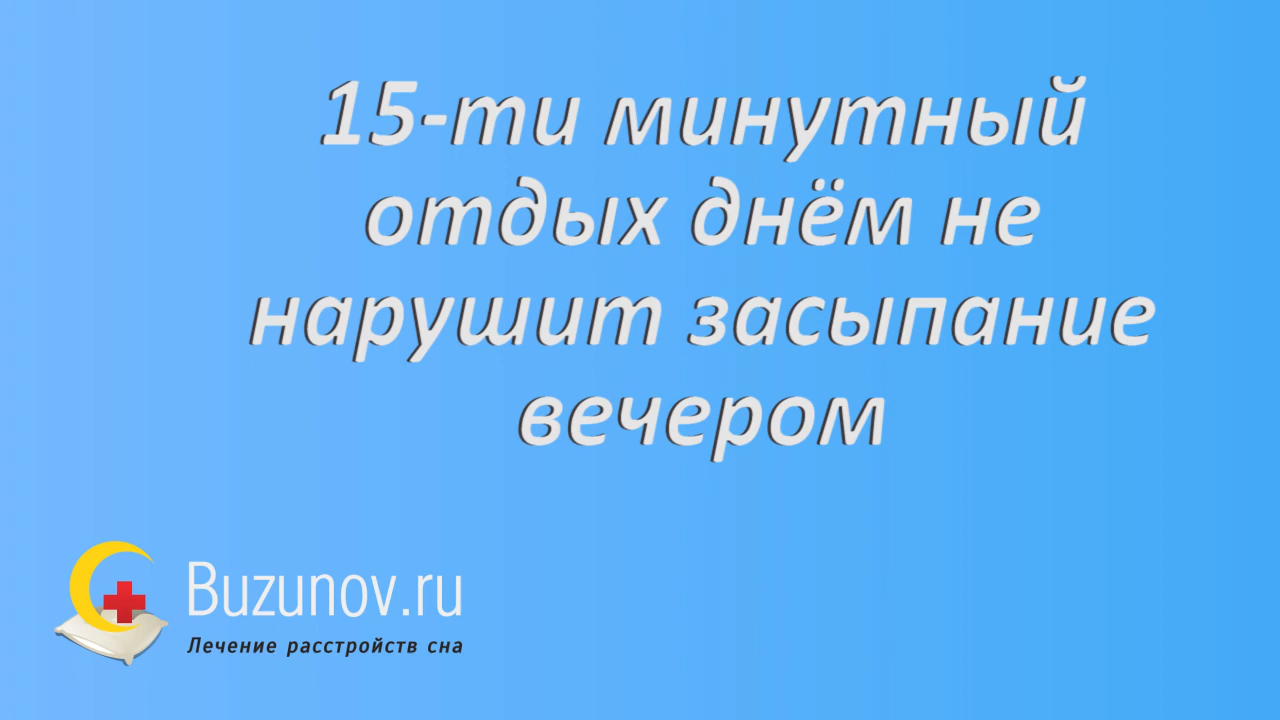 15-ти минутный
отдых днём не
нарушит засыпание
вечером
Buzunov.ru
Лечение расстройств сна